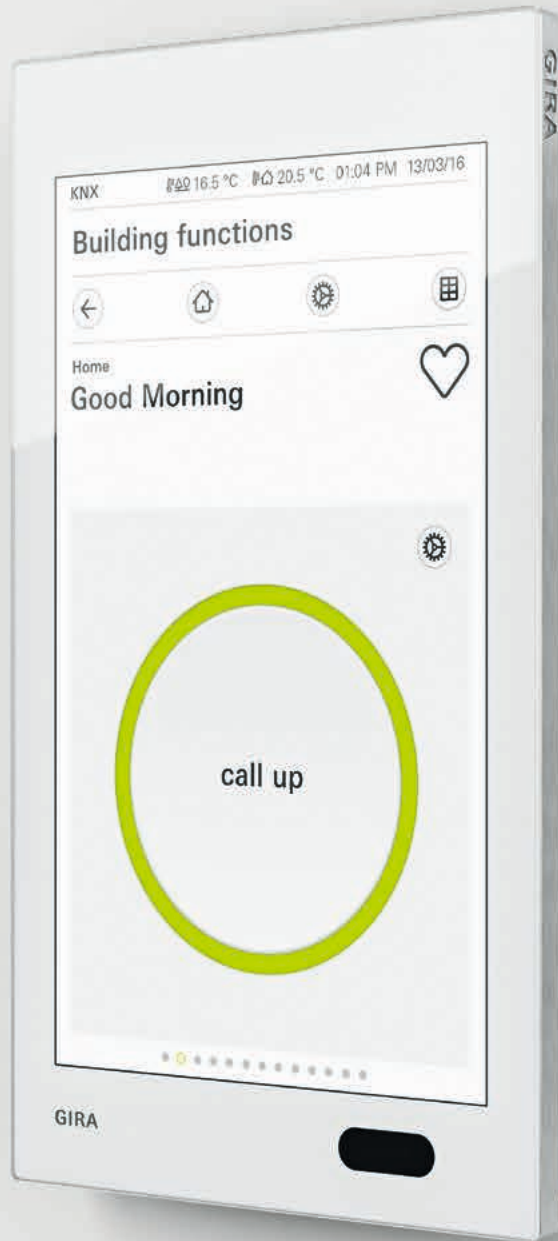 GIRA
KNX 16.5 °C 20.5 °C 01:04 PM 13/03/16
Building functions
Home
Good Morning
call up
GIRA